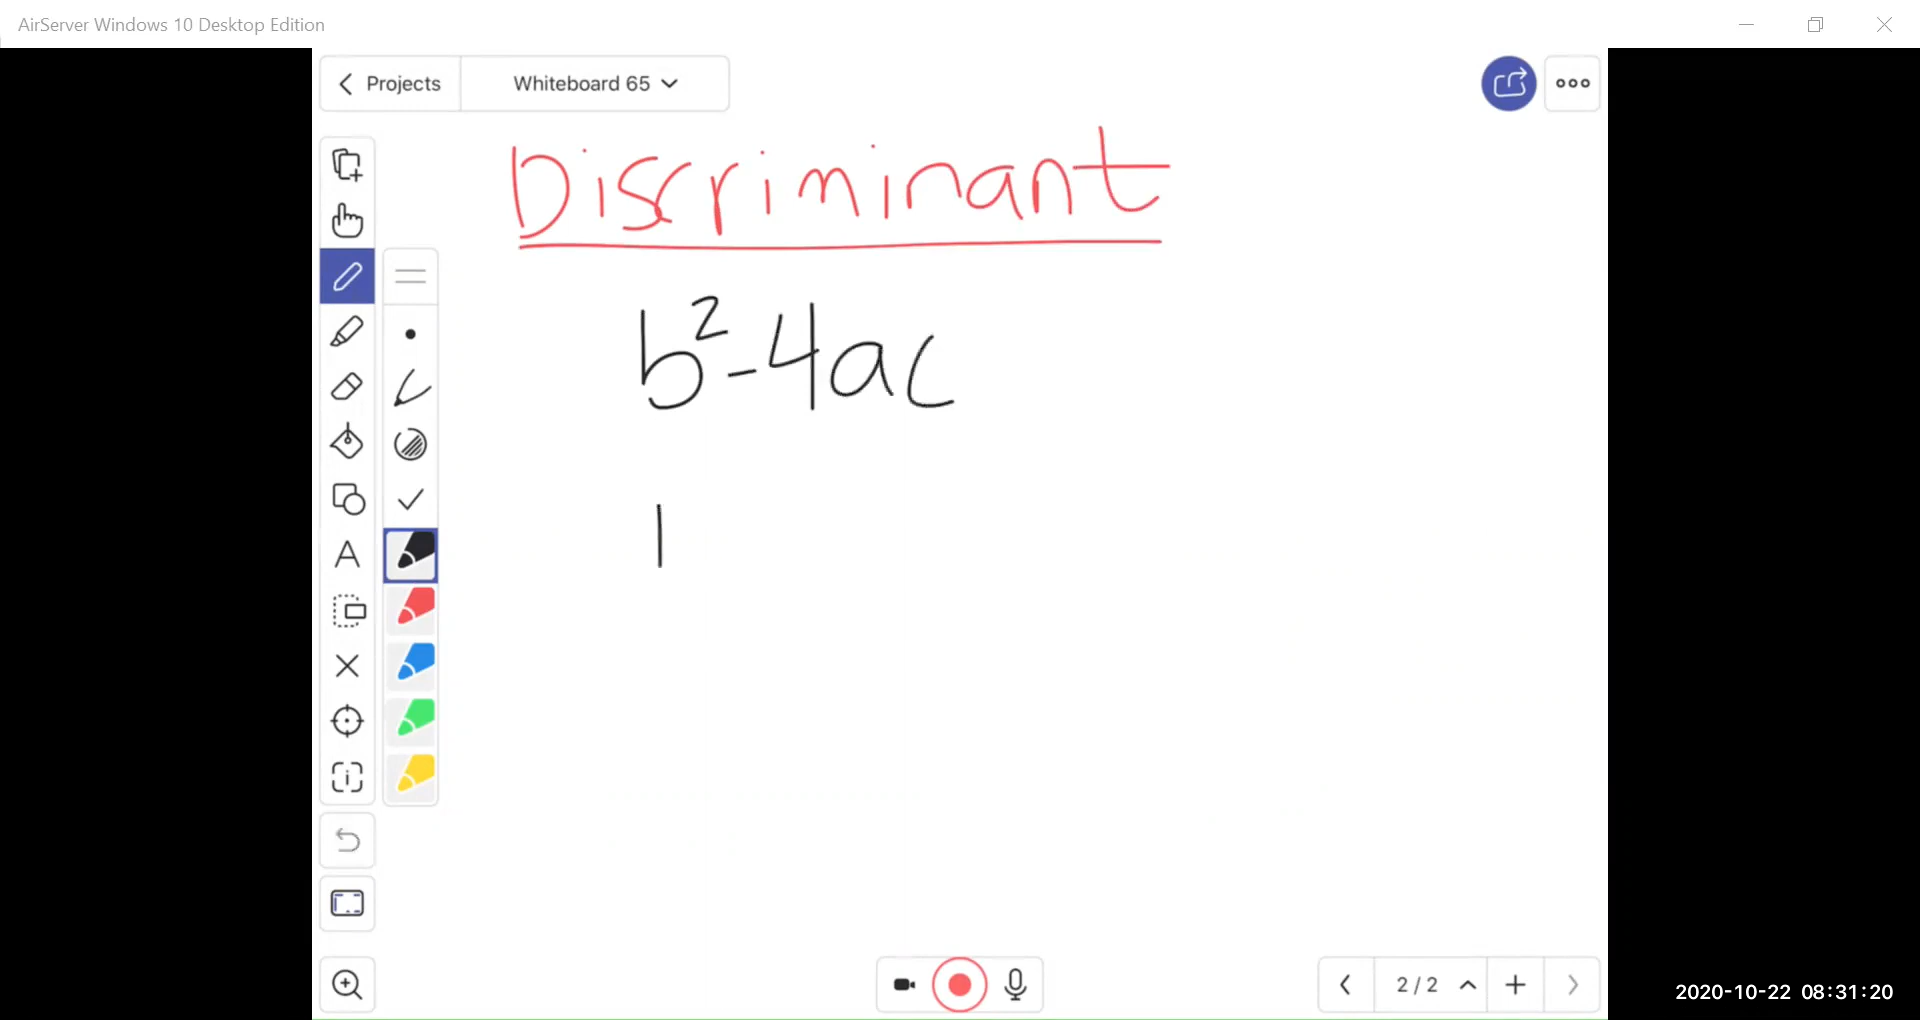 AirServer Windows 10 Desktop Edition
Projects
Whiteboard 65
Discriminant
b²-4ac
A
2/2
2020-10-22 08:31:20